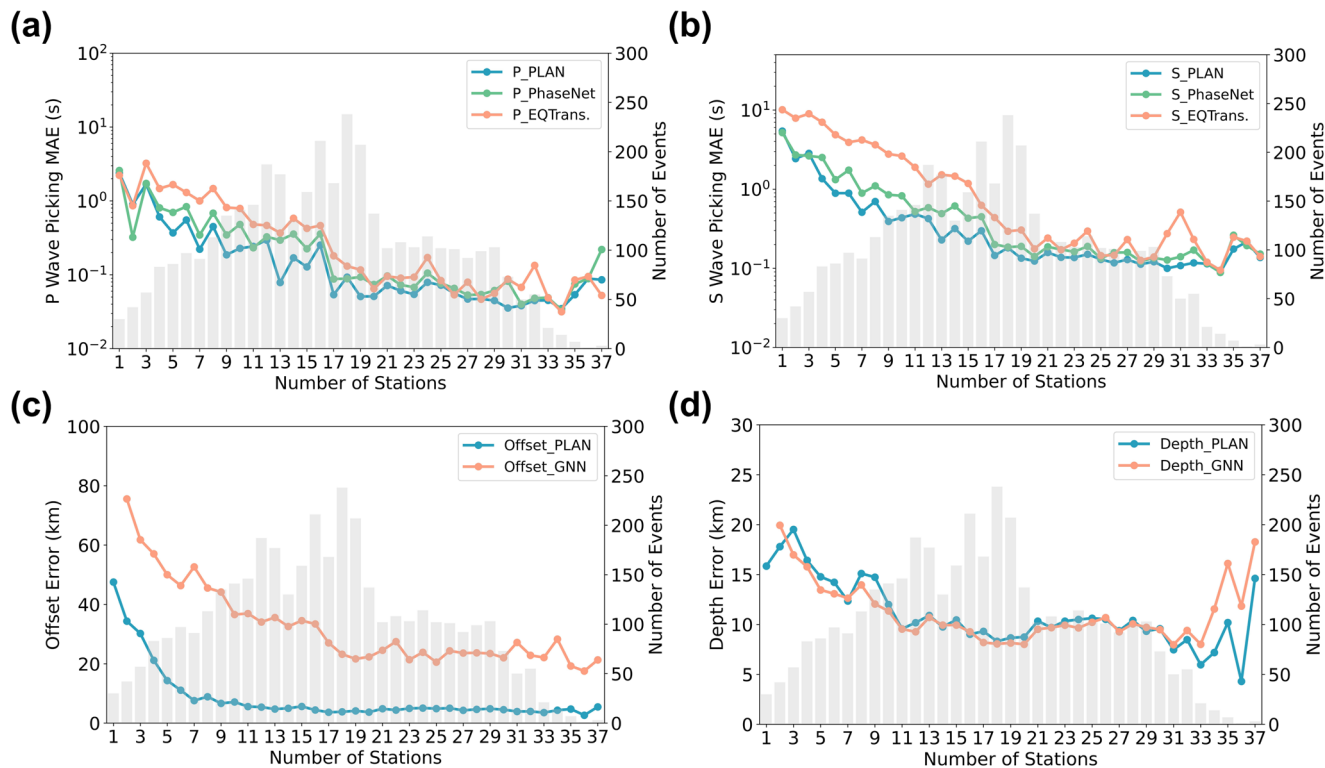 (a)
10²
10¹
10⁰
10⁻¹
10⁻²
P Wave Picking MAE (s)
P_PLAN
P_PhaseNet
P_EQTrans.
300
250
200
150
100
50
0
Number of Events
1 3 5 7 9 11 13 15 17 19 21 23 25 27 29 31 33 35 37
Number of Stations
(b)
10¹
10⁰
10⁻¹
10⁻²
S Wave Picking MAE (s)
S_PLAN
S_PhaseNet
S_EQTrans.
300
250
200
150
100
50
0
Number of Events
1 3 5 7 9 11 13 15 17 19 21 23 25 27 29 31 33 35 37
Number of Stations
(c)
100
80
60
40
20
0
Offset Error (km)
Offset_PLAN
Offset_GNN
300
250
200
150
100
50
0
Number of Events
1 3 5 7 9 11 13 15 17 19 21 23 25 27 29 31 33 35 37
Number of Stations
(d)
30
25
20
15
10
5
0
Depth Error (km)
Depth_PLAN
Depth_GNN
300
250
200
150
100
50
0
Number of Events
1 3 5 7 9 11 13 15 17 19 21 23 25 27 29 31 33 35 37
Number of Stations